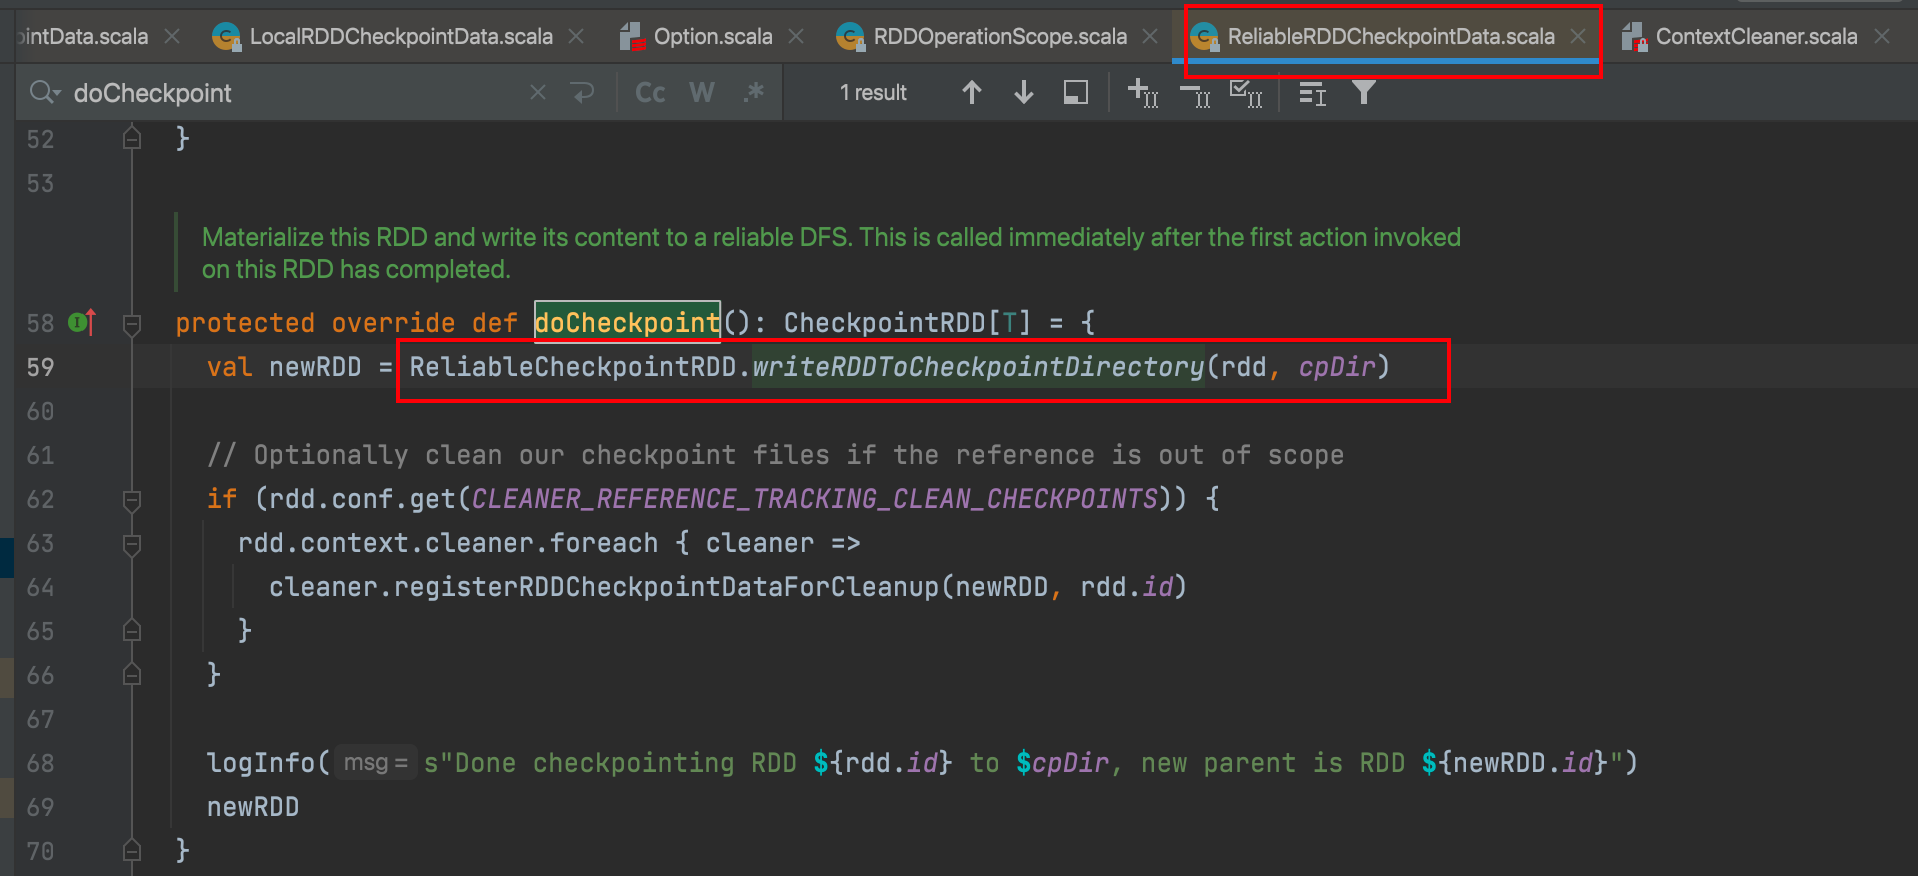 ointData.scala LocalRDDCheckpointData.scala Option.scala RDDOperationScope.scala ReliableRDDCheckpointData.scala ContextCleaner.scala
doCheckpoint Cc W .* 1 result
52 }
53
Materialize this RDD and write its content to a reliable DFS. This is called immediately after the first action invoked
on this RDD has completed.
58 protected override def doCheckpoint(): CheckpointRDD[T] = {
59 val newRDD = ReliableCheckpointRDD.writeRDDToCheckpointDirectory(rdd, cpDir)
60
61 // Optionally clean our checkpoint files if the reference is out of scope
62 if (rdd.conf.get(CLEANER_REFERENCE_TRACKING_CLEAN_CHECKPOINTS)) {
63 rdd.context.cleaner.foreach { cleaner =>
64 cleaner.registerRDDCheckpointDataForCleanup(newRDD, rdd.id)
65 }
66 }
67
68 logInfo( msg = s"Done checkpointing RDD ${rdd.id} to $cpDir, new parent is RDD ${newRDD.id}")
69 newRDD
70 }